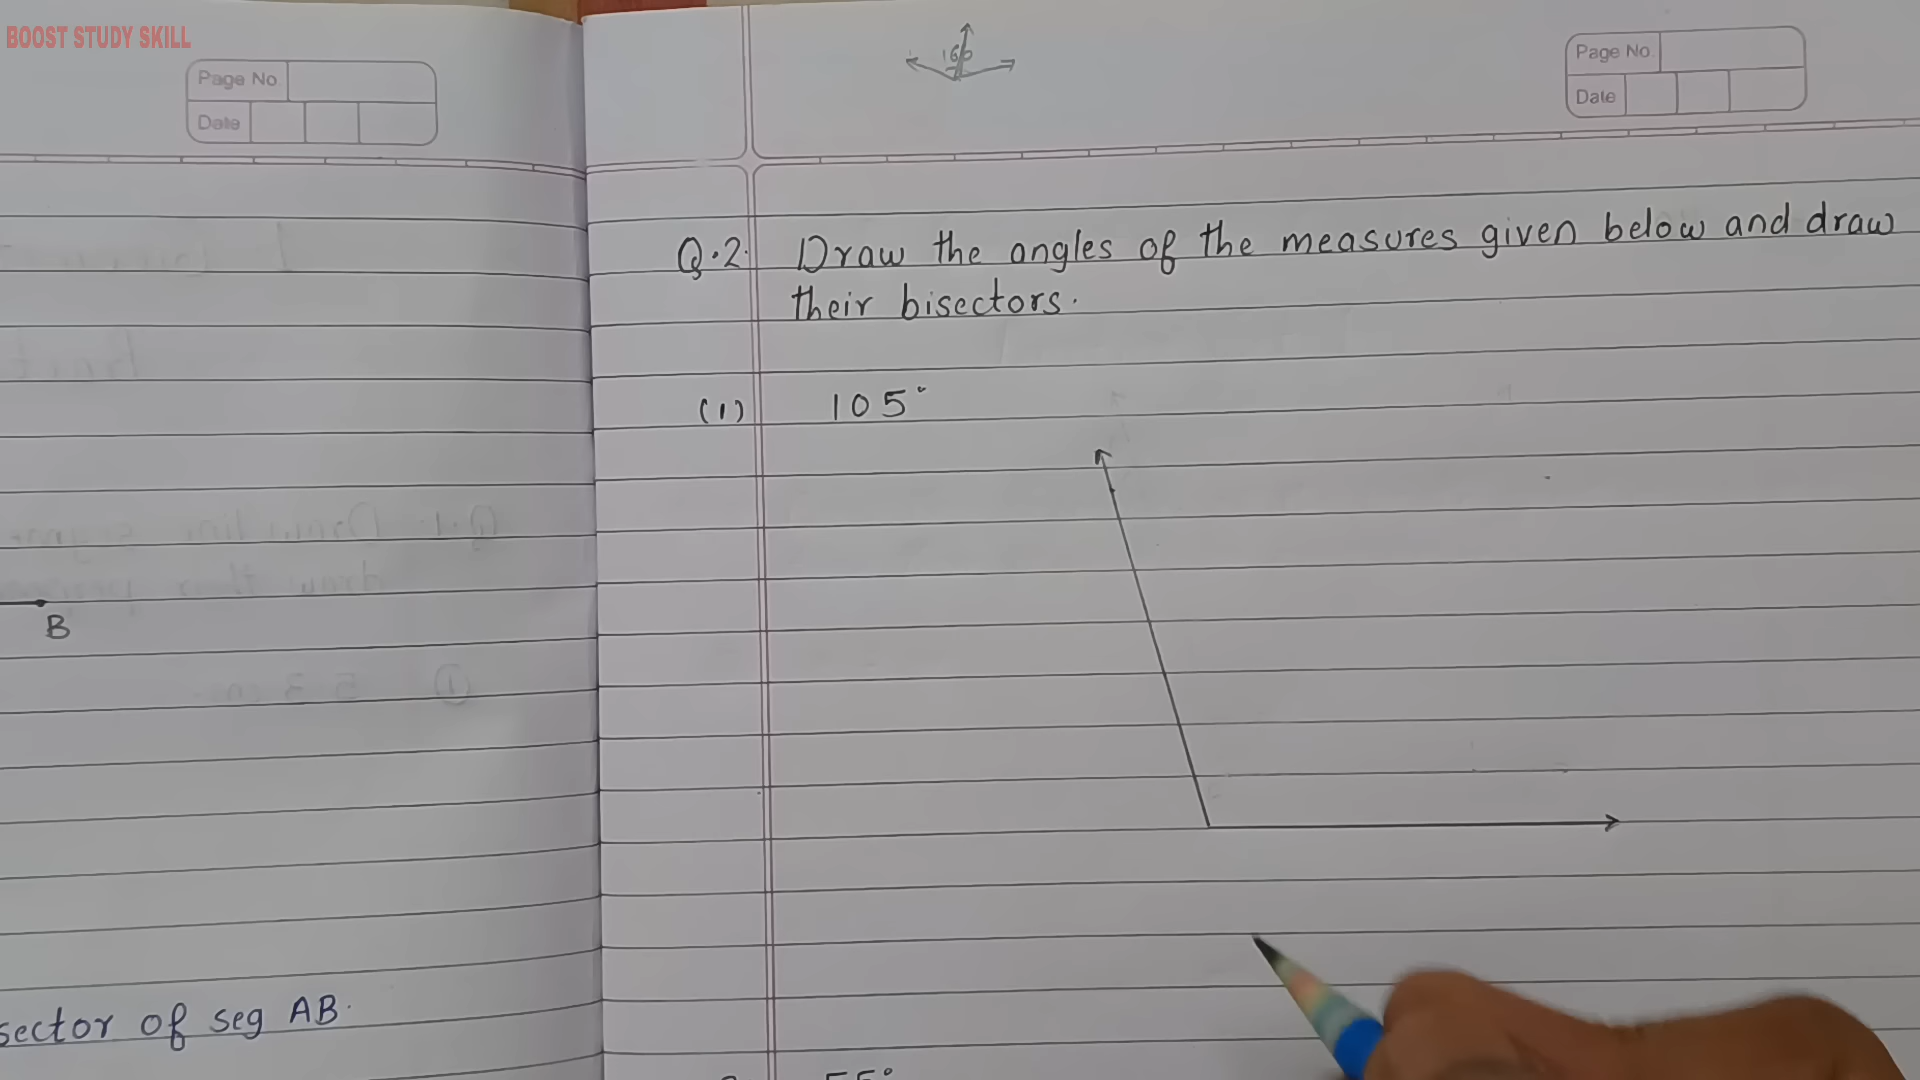 BOOST STUDY SKILL
Page No
Date
B
sector of seg AB.
Page No.
Date
Q.2. Draw the angles of the measures given below and draw
their bisectors.
(1) 105°
55°